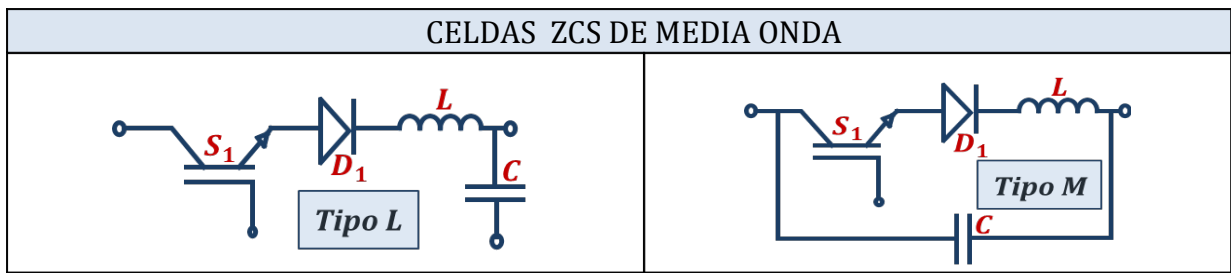 CELDAS ZCS DE MEDIA ONDA
S₁
D₁
L
C
Tipo L
S₁
D₁
L
C
Tipo M